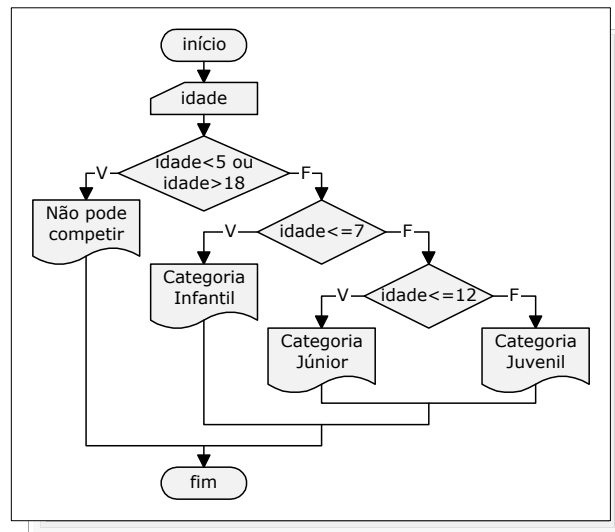 início
idade
idade<5 ou
idade>18
V
F
Não pode
competir
idade<=7
V
F
Categoria
Infantil
idade<=12
V
F
Categoria
Júnior
Categoria
Juvenil
fim